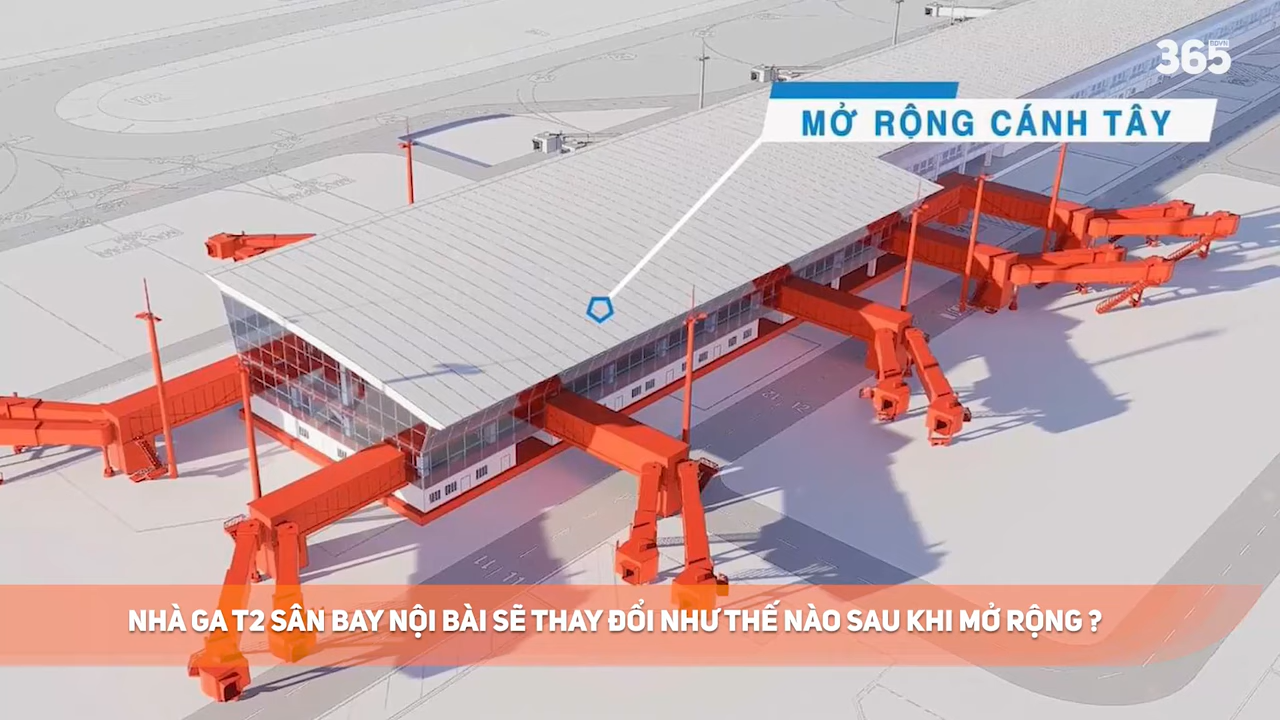 365
BDVN
MỞ RỘNG CÁNH TÂY
NHÀ GA T2 SÂN BAY NỘI BÀI SẼ THAY ĐỔI NHƯ THẾ NÀO SAU KHI MỞ RỘNG ?